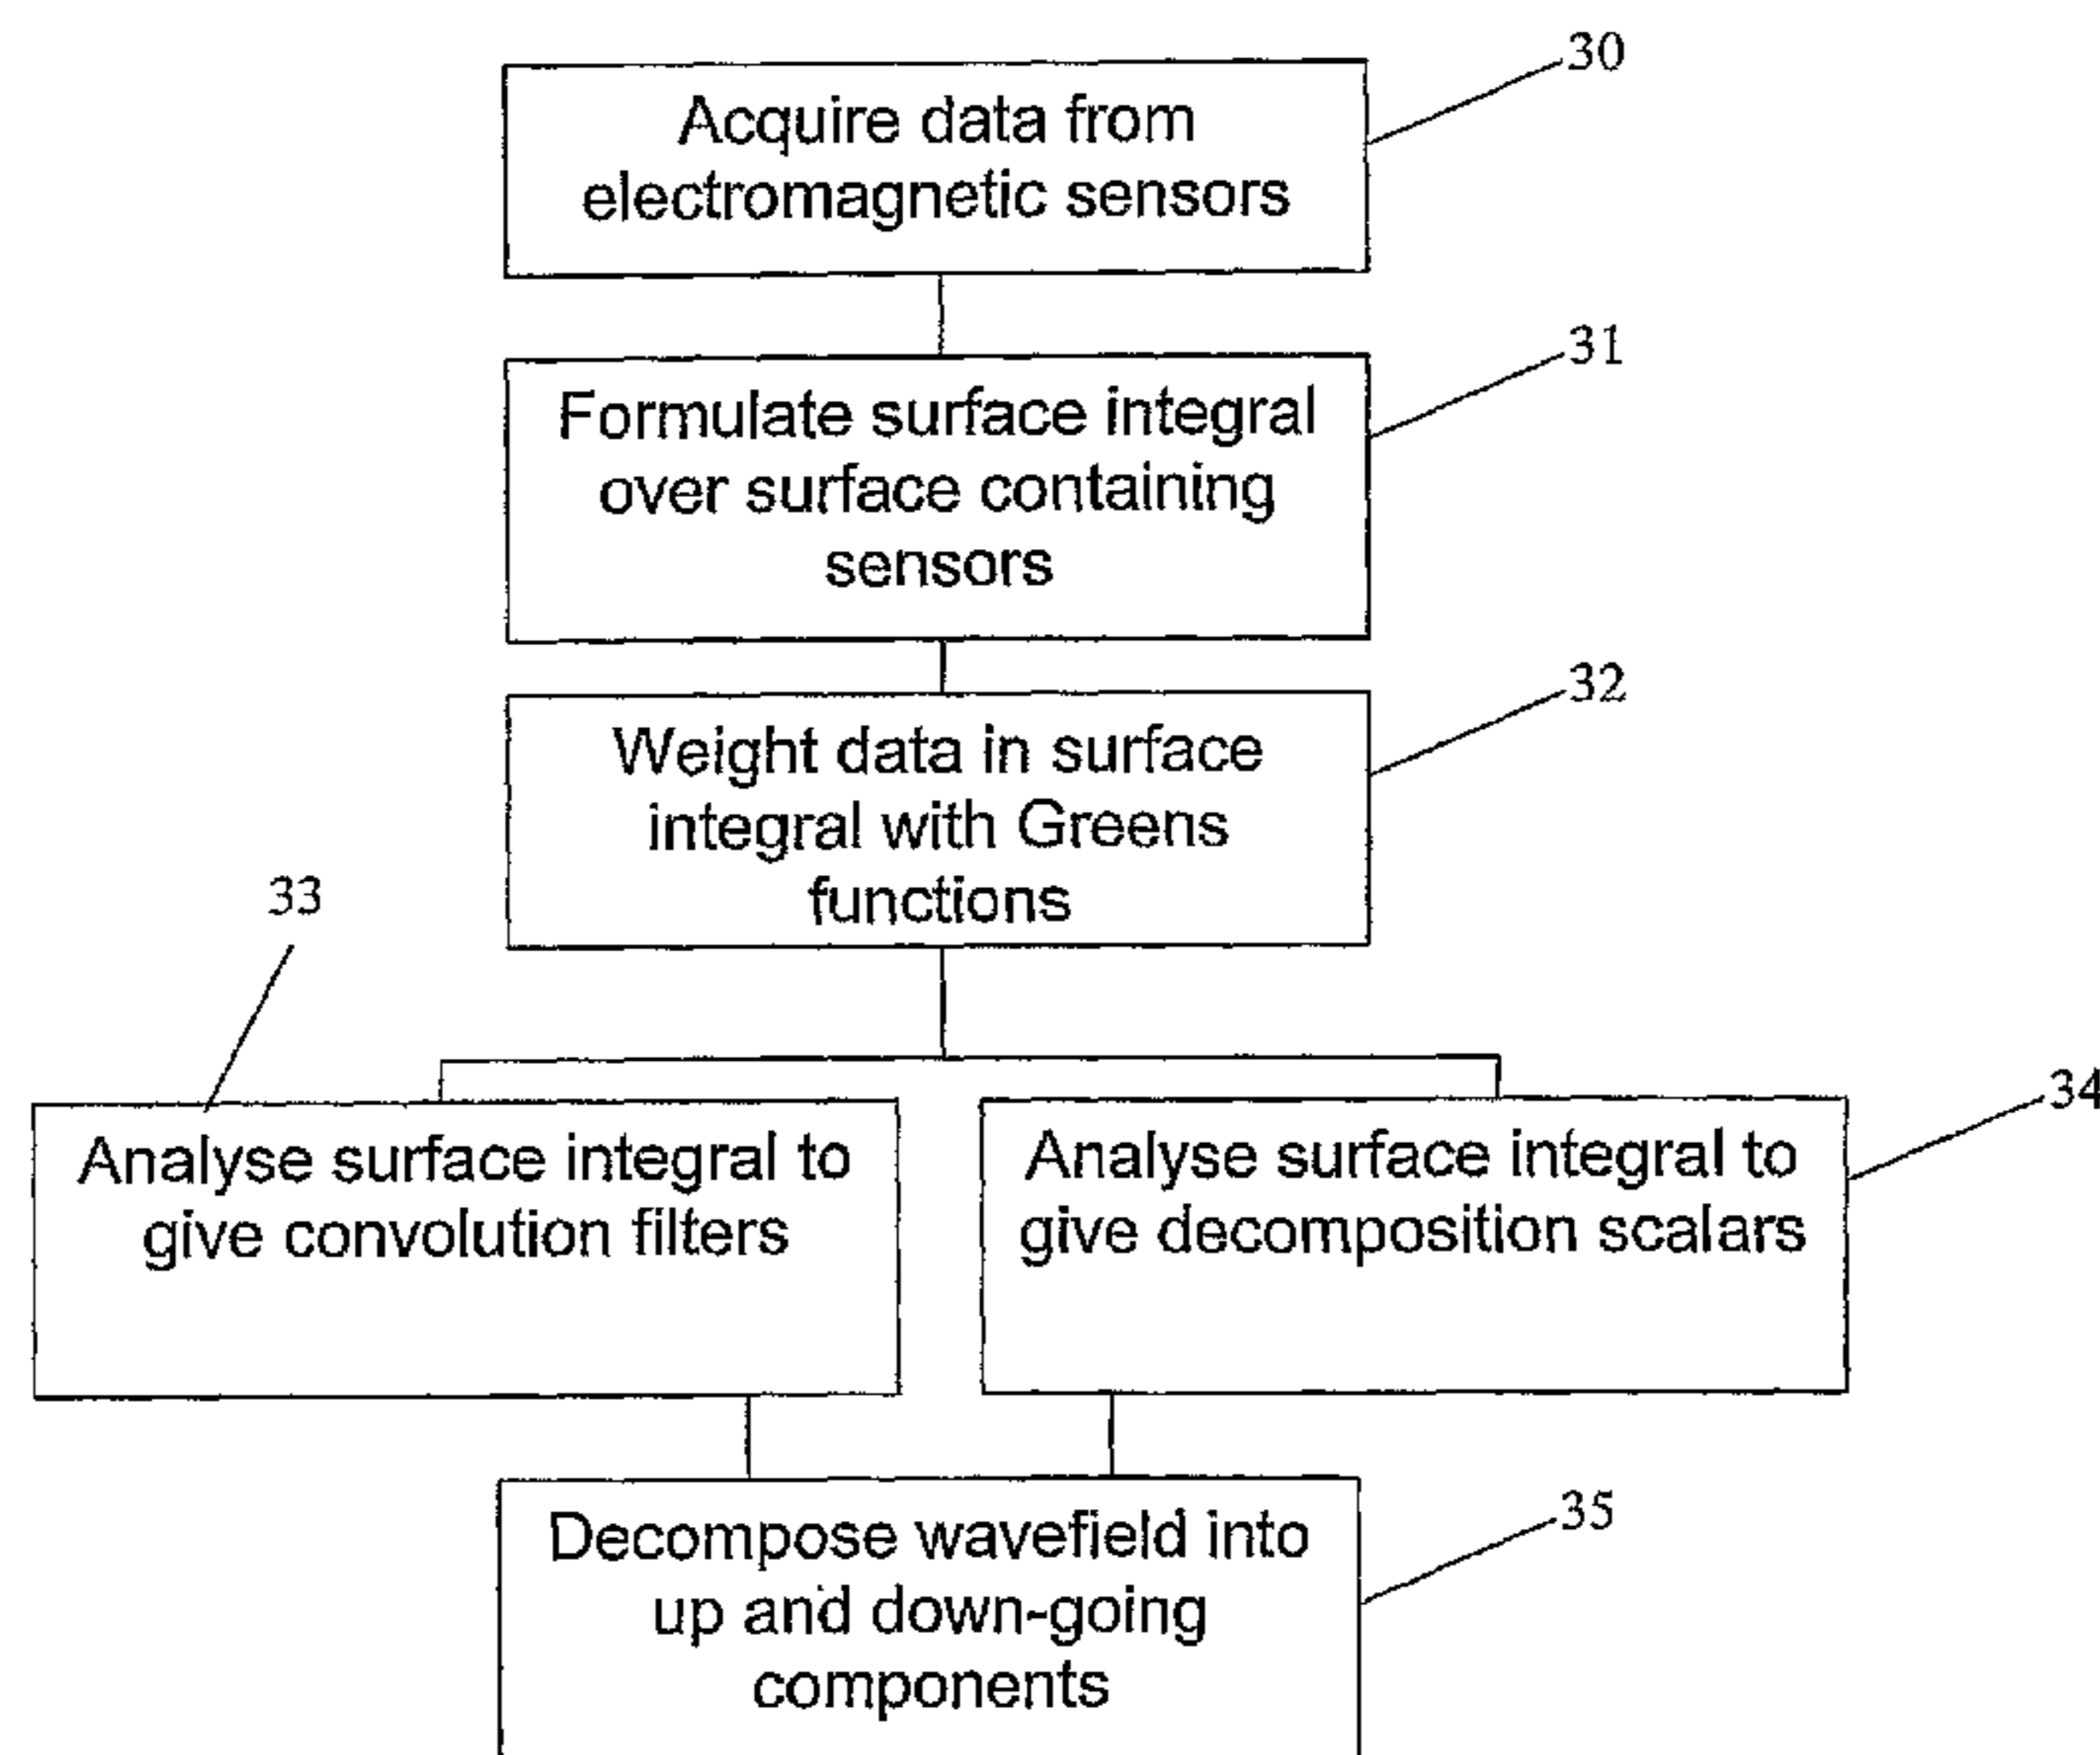 30
Acquire data from
electromagnetic sensors
31
Formulate surface integral
over surface containing
sensors
32
Weight data in surface
integral with Greens
functions
33
Analyse surface integral to
give convolution filters
34
Analyse surface integral to
give decomposition scalars
35
Decompose wavefield into
up and down-going
components